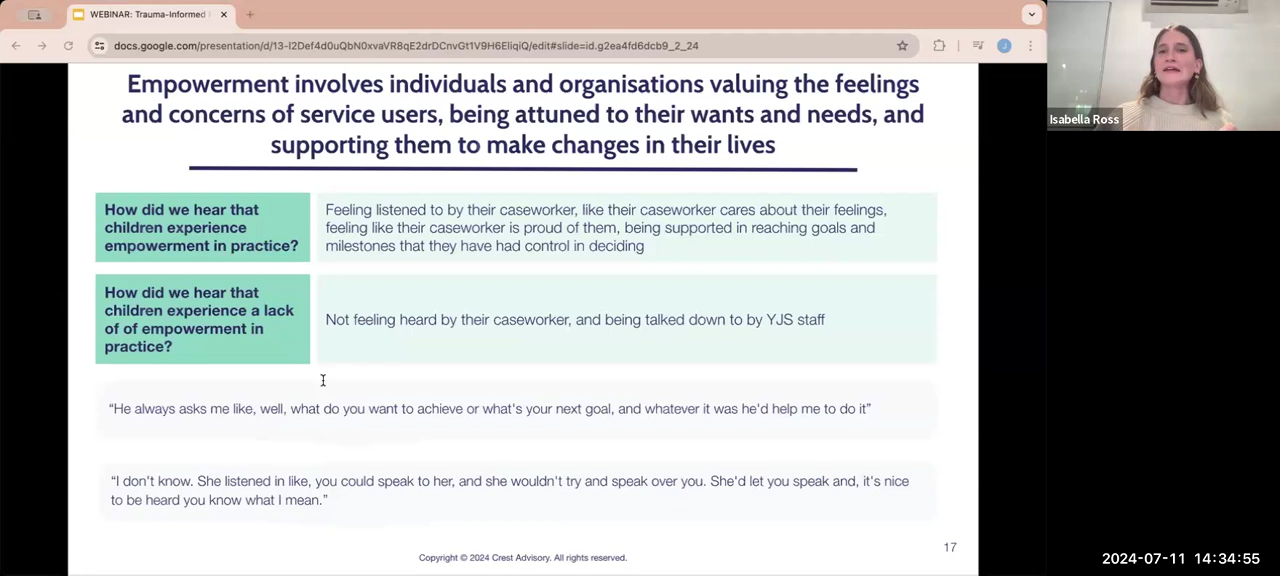 WEBINAR: Trauma-Informed
docs.google.com/presentation/d/13-I2Def4d0uQbN0xvaVR8qE2drDCnvGt1V9H6EliqiQ/edit#slide=id.g2ea4fd6dcb9_2_24
J
Isabella Ross
Empowerment involves individuals and organisations valuing the feelings
and concerns of service users, being attuned to their wants and needs, and
supporting them to make changes in their lives
How did we hear that
children experience
empowerment in practice?
Feeling listened to by their caseworker, like their caseworker cares about their feelings,
feeling like their caseworker is proud of them, being supported in reaching goals and
milestones that they have had control in deciding
How did we hear that
children experience a lack
of of empowerment in
practice?
Not feeling heard by their caseworker, and being talked down to by YJS staff
“He always asks me like, well, what do you want to achieve or what's your next goal, and whatever it was he'd help me to do it”
“I don't know. She listened in like, you could speak to her, and she wouldn't try and speak over you. She'd let you speak and, it's nice
to be heard you know what I mean.”
17
Copyright © 2024 Crest Advisory. All rights reserved.
2024-07-11 14:34:55